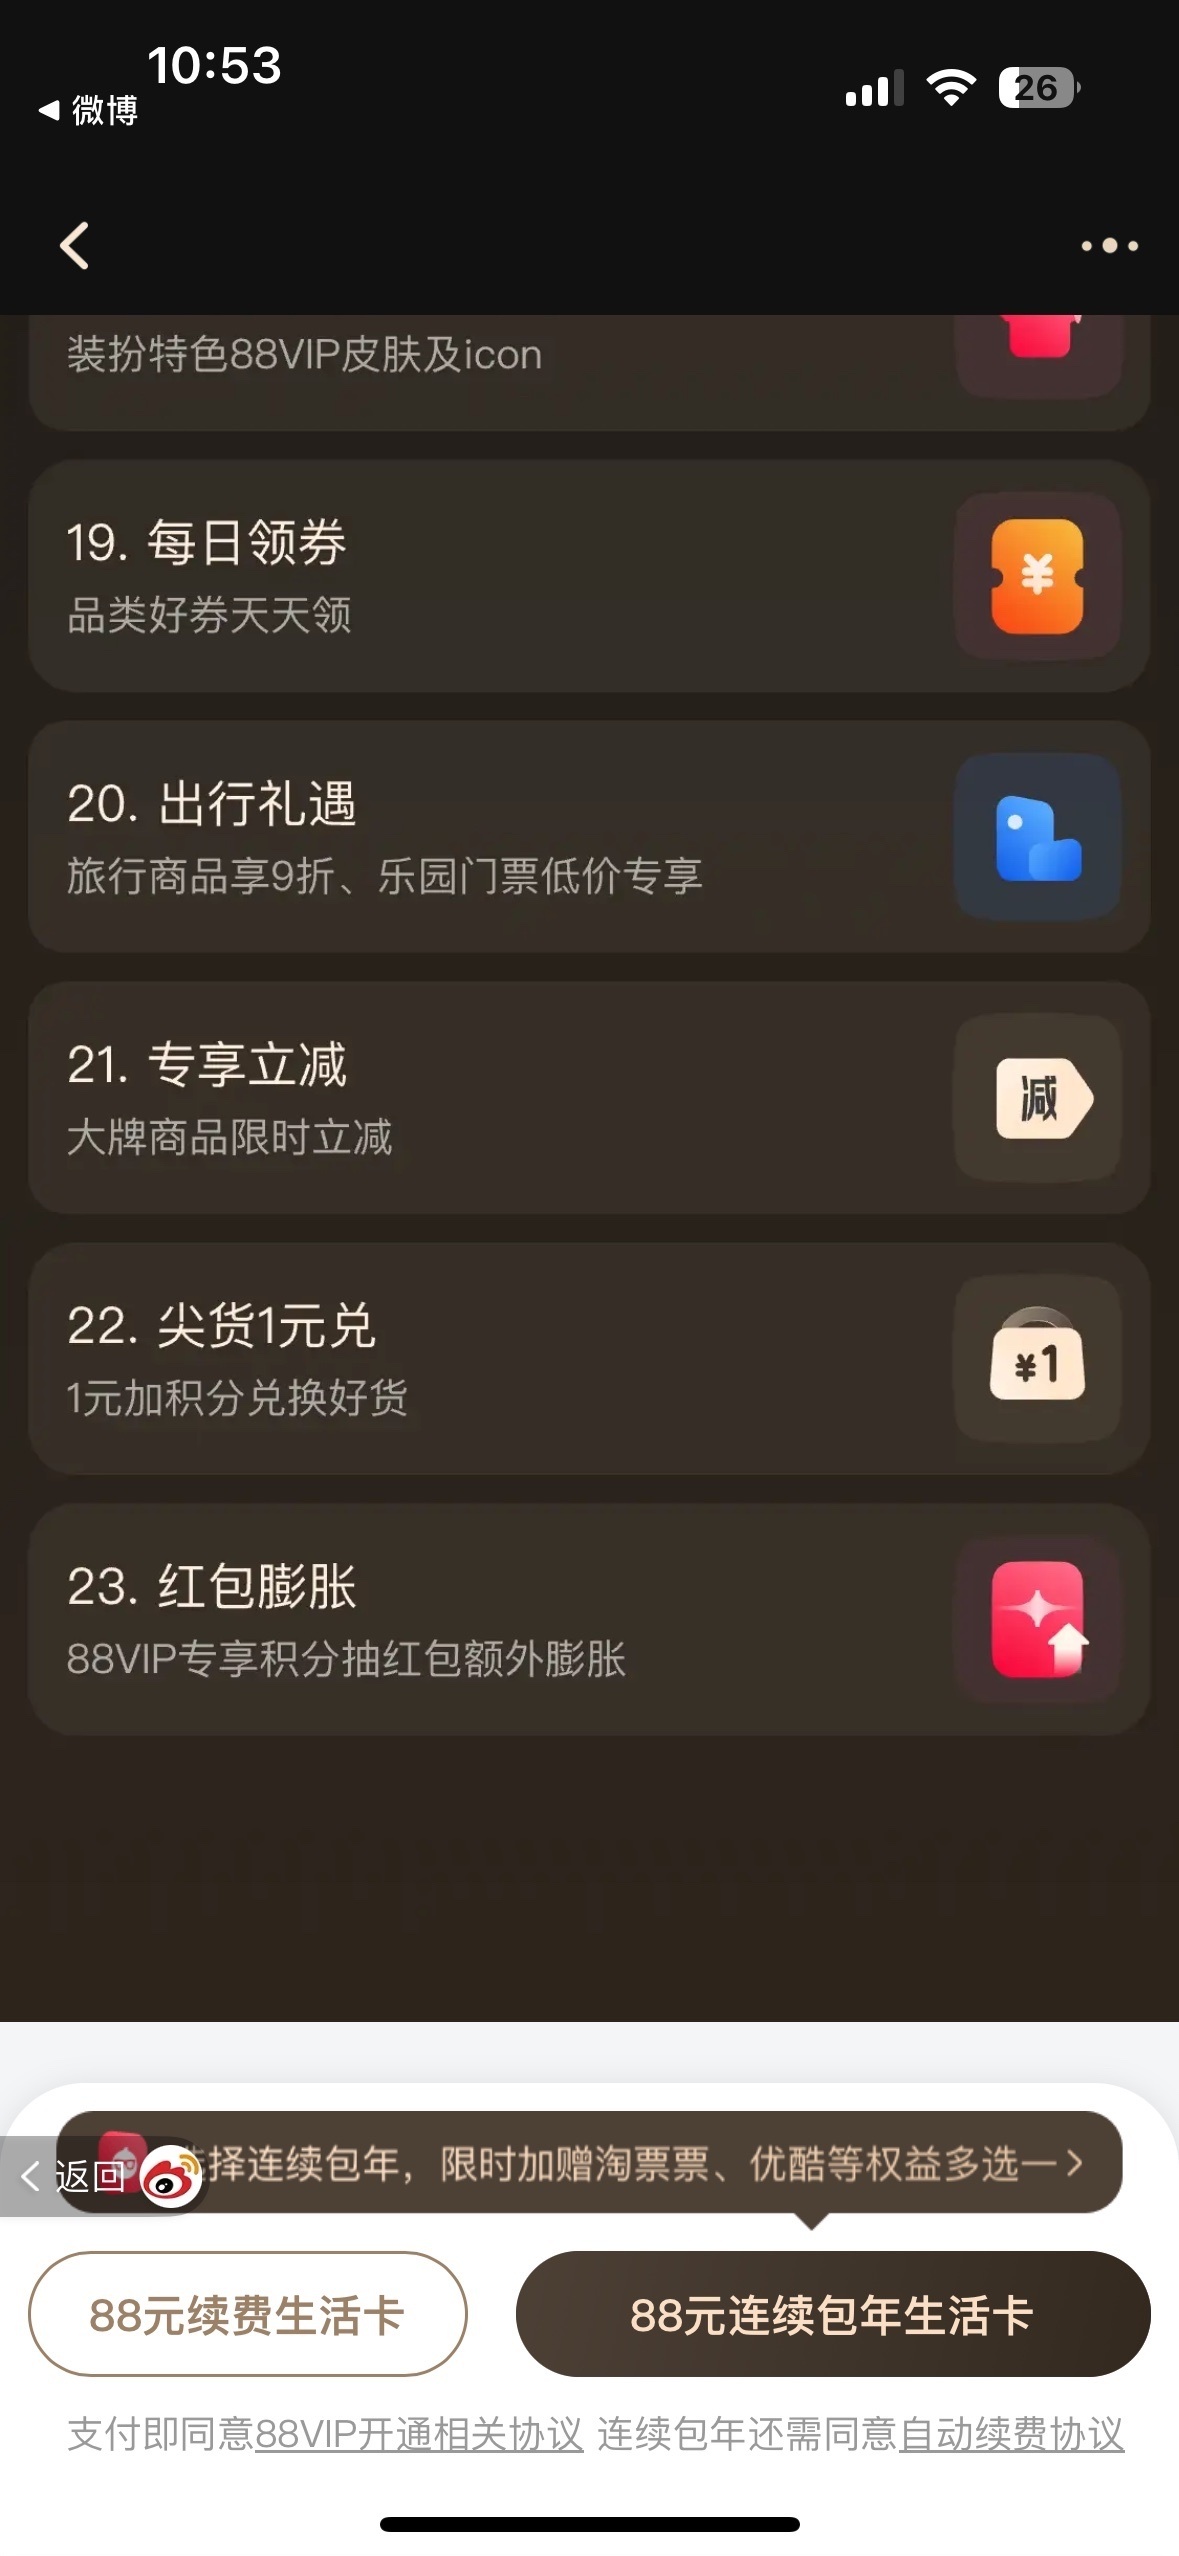 10:53
微博
26
装扮特色88VIP皮肤及icon
19. 每日领券
品类好券天天领
¥
20. 出行礼遇
旅行商品享9折、乐园门票低价专享
21. 专享立减
大牌商品限时立减
减
22. 尖货1元兑
1元加积分兑换好货
¥1
23. 红包膨胀
88VIP专享积分抽红包额外膨胀
返回
择连续包年，限时加赠淘票票、优酷等权益多选一
88元续费生活卡
88元连续包年生活卡
支付即同意88VIP开通相关协议 连续包年还需同意自动续费协议